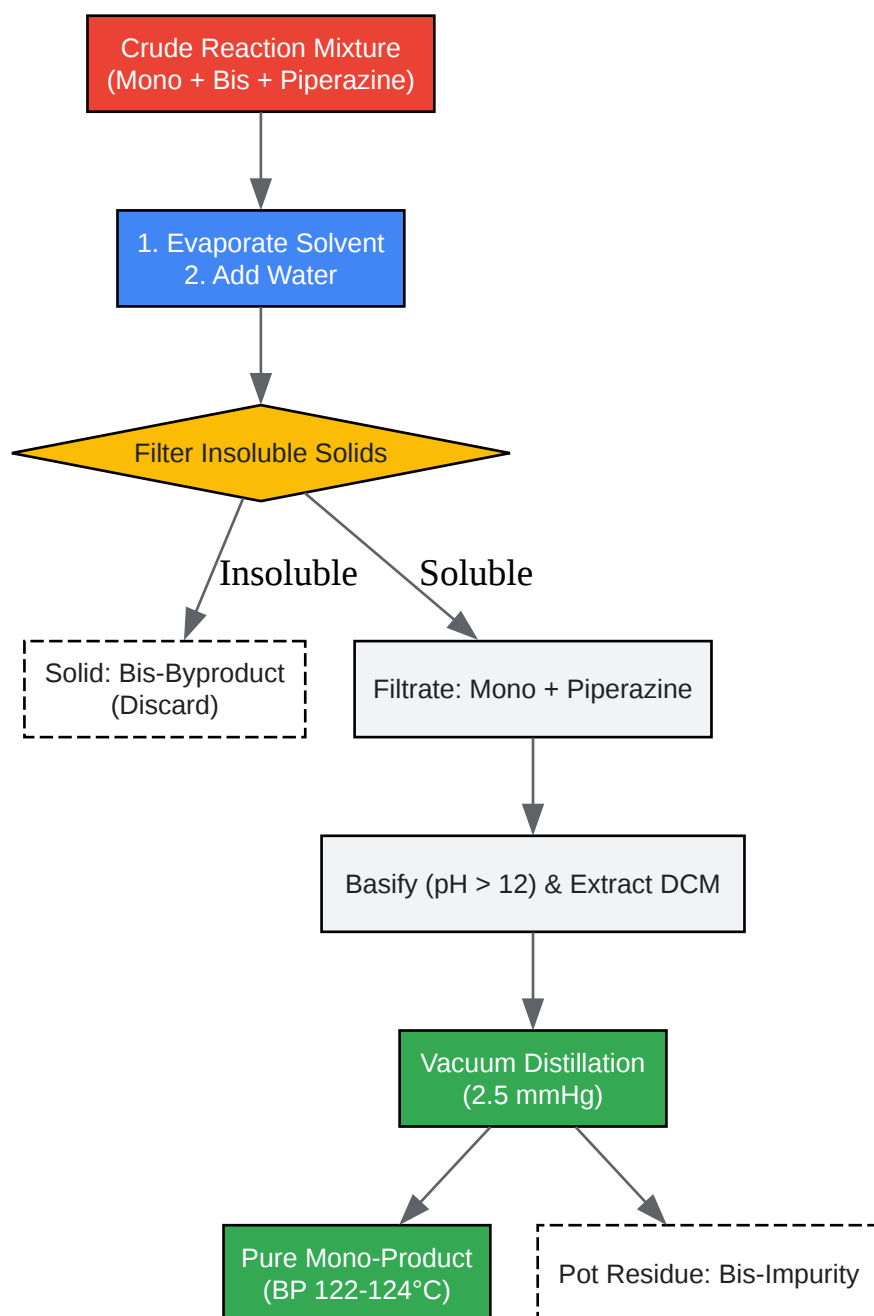 Crude Reaction Mixture
(Mono + Bis + Piperazine)
1. Evaporate Solvent
2. Add Water
Filter Insoluble Solids
Insoluble
Soluble
Solid: Bis-Byproduct
(Discard)
Filtrate: Mono + Piperazine
Basify (pH > 12) & Extract DCM
Vacuum Distillation
(2.5 mmHg)
Pure Mono-Product
(BP 122-124°C)
Pot Residue: Bis-Impurity